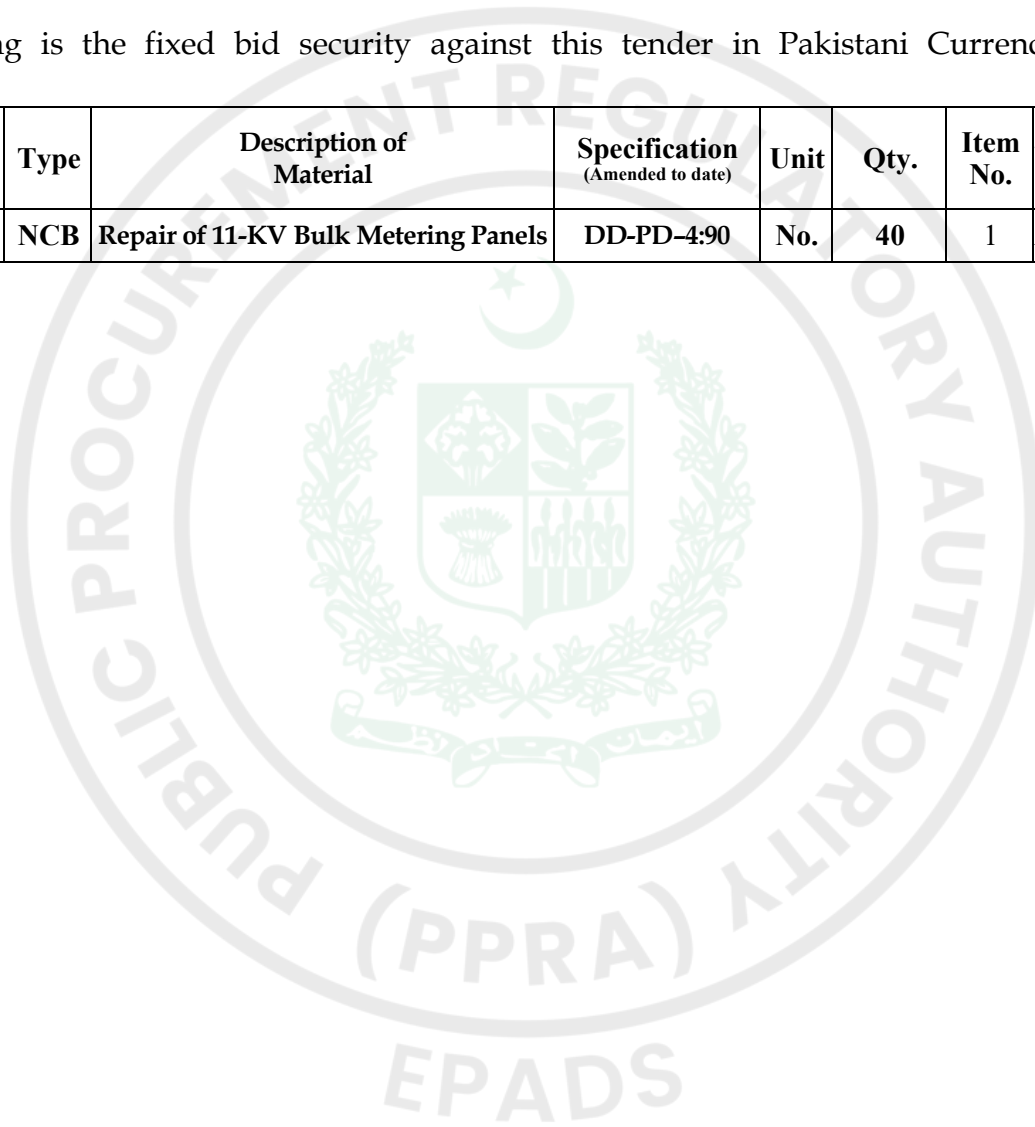 is the fixed bid security against this tender in Pakistani
Type Description of Material Specification (Amended to date) Unit Qty. Item No.
NCB Repair of 11-KV Bulk Metering Panels DD-PD–4:90 No. 40 1
PUBLIC PROCUREMENT REGULATORY AUTHORITY
(PPRA)
EPADS